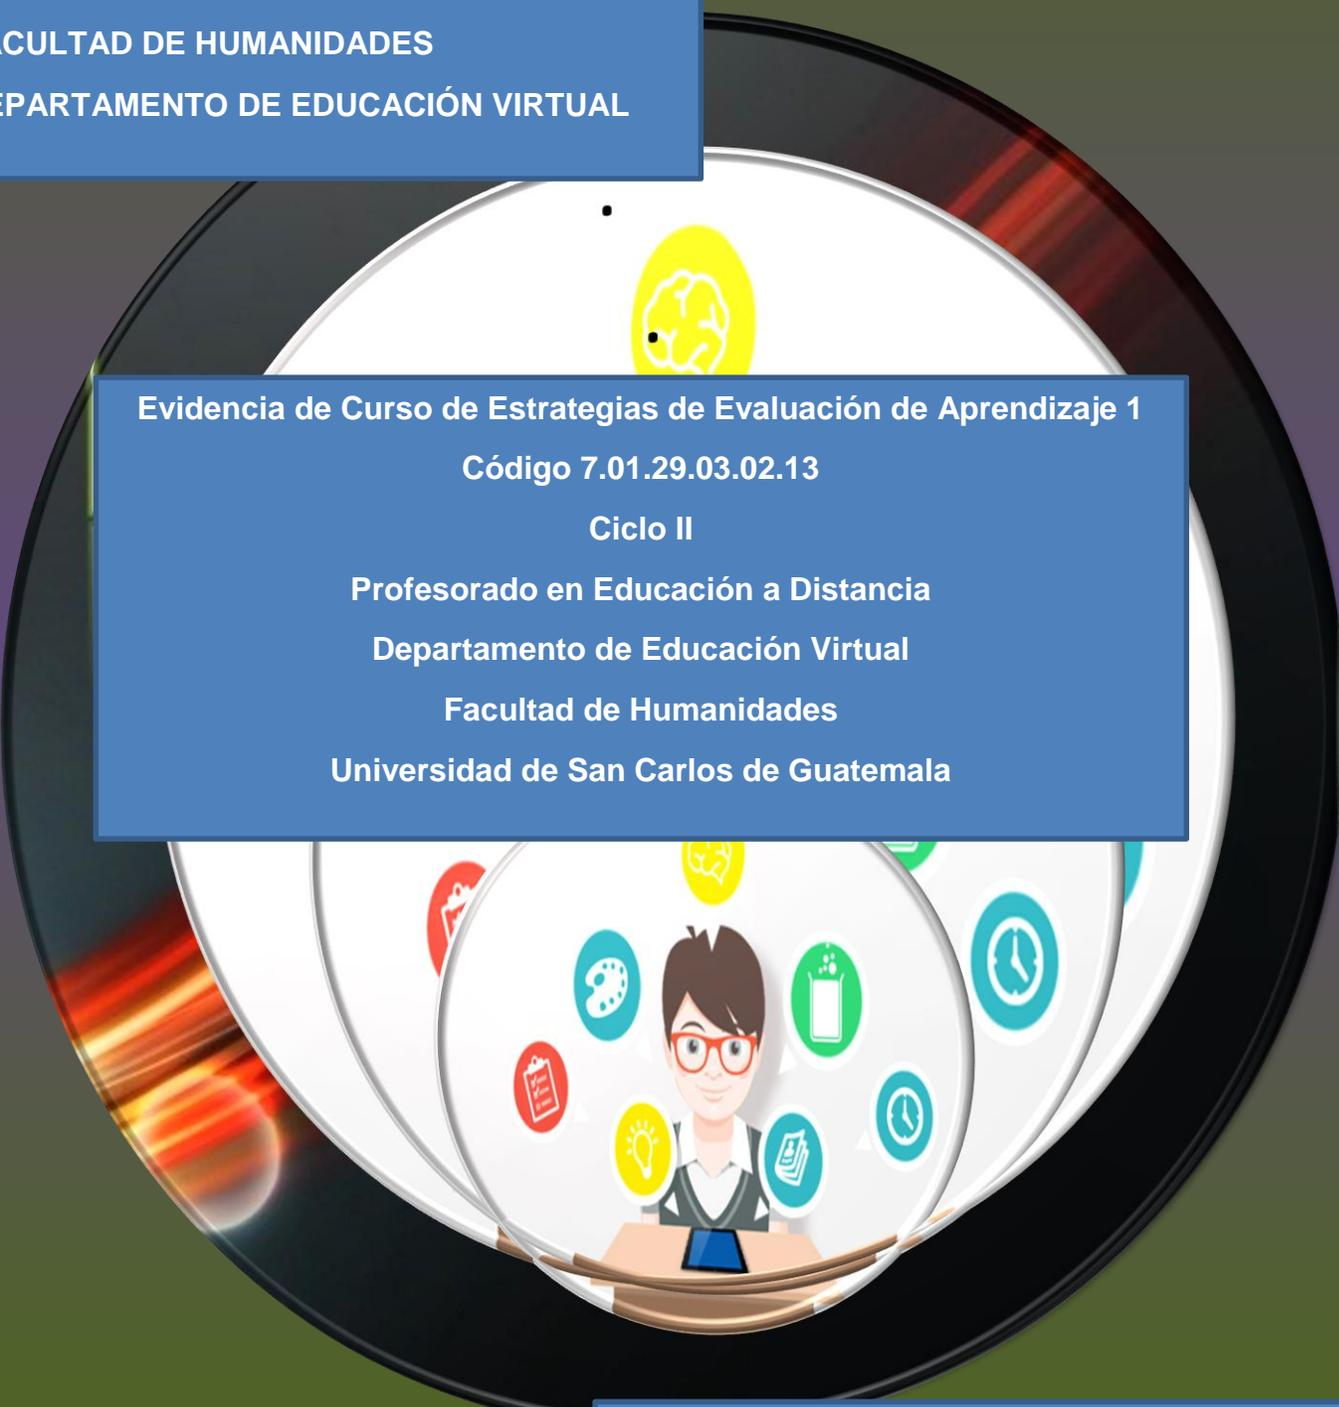 ACULTAD DE HUMANIDADES
EPARTAMENTO DE EDUCACIÓN VIRTUAL
Evidencia de Curso de Estrategias de Evaluación de Aprendizaje 1
Código 7.01.29.03.02.13
Ciclo II
Profesorado en Educación a Distancia
Departamento de Educación Virtual
Facultad de Humanidades
Universidad de San Carlos de Guatemala